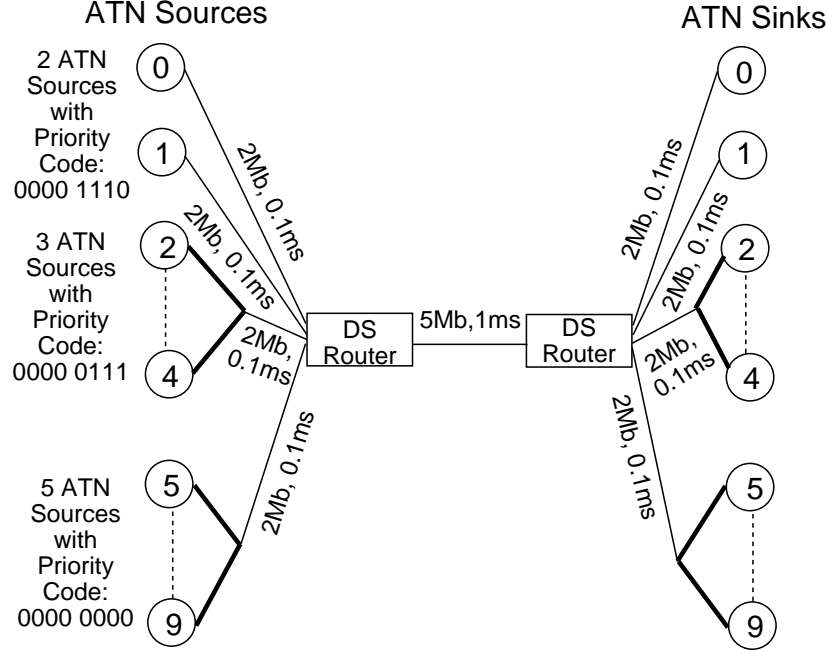 ATN Sources
ATN Sinks
2 ATN
Sources
with
Priority
Code:
0000 1110
0
1
2Mb, 0.1ms
2Mb, 0.1ms
3 ATN
Sources
with
Priority
Code:
0000 0111
2
4
2Mb,
0.1ms
5 ATN
Sources
with
Priority
Code:
0000 0000
5
9
2Mb, 0.1ms
DS
Router
5Mb,1ms
DS
Router
0
1
2Mb, 0.1ms
2Mb, 0.1ms
2
4
2Mb,
0.1ms
5
9
2Mb, 0.1ms